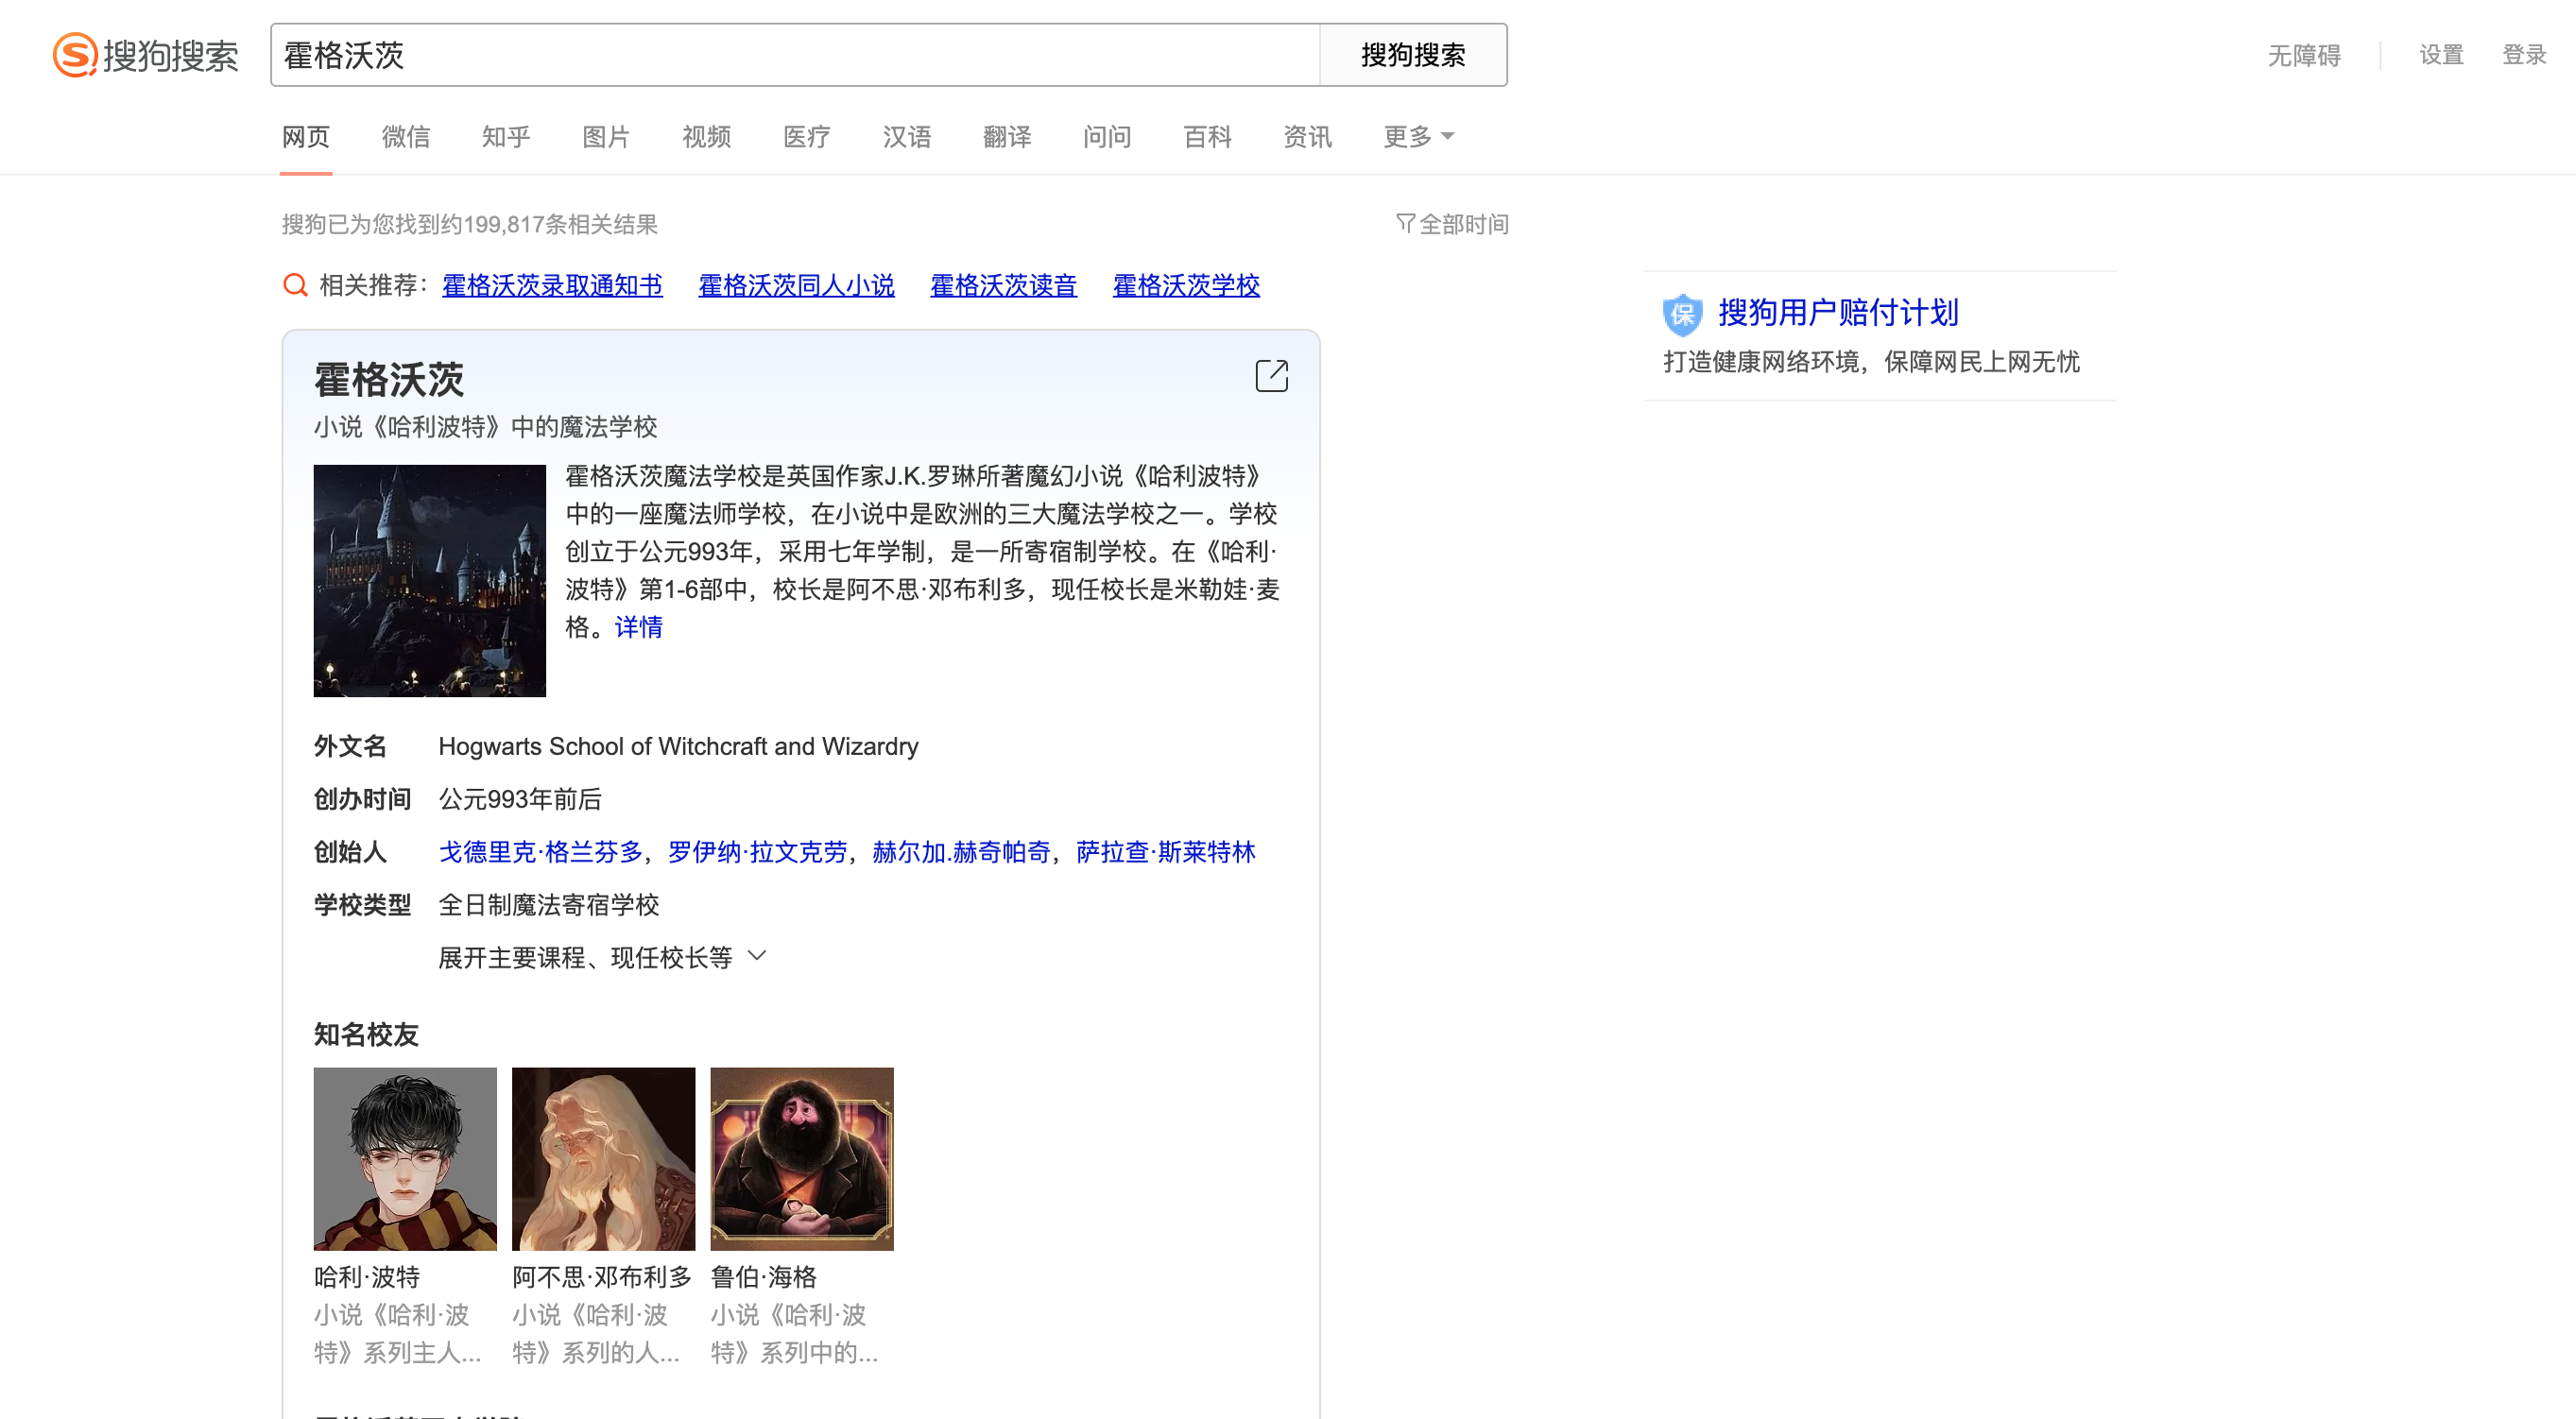 搜狗搜索
霍格沃茨
搜狗搜索
无障碍
设置
登录
网页
微信
知乎
图片
视频
医疗
汉语
翻译
问问
百科
资讯
更多
搜狗已为您找到约199,817条相关结果
全部时间
相关推荐：
霍格沃茨录取通知书
霍格沃茨同人小说
霍格沃茨读音
霍格沃茨学校
保
搜狗用户赔付计划
打造健康网络环境，保障网民上网无忧
霍格沃茨
小说《哈利波特》中的魔法学校
霍格沃茨魔法学校是英国作家J.K.罗琳所著魔幻小说《哈利波特》
中的一座魔法师学校，在小说中是欧洲的三大魔法学校之一。学校
创立于公元993年，采用七年学制，是一所寄宿制学校。在《哈利·
波特》第1-6部中，校长是阿不思·邓布利多，现任校长是米勒娃·麦
格。详情
外文名 Hogwarts School of Witchcraft and Wizardry
创办时间 公元993年前后
创始人 戈德里克·格兰芬多，罗伊纳·拉文克劳，赫尔加.赫奇帕奇，萨拉查·斯莱特林
学校类型 全日制魔法寄宿学校
展开主要课程、现任校长等
知名校友
哈利·波特
小说《哈利·波
特》系列主人...
阿不思·邓布利多
小说《哈利·波
特》系列的人...
鲁伯·海格
小说《哈利·波
特》系列中的...